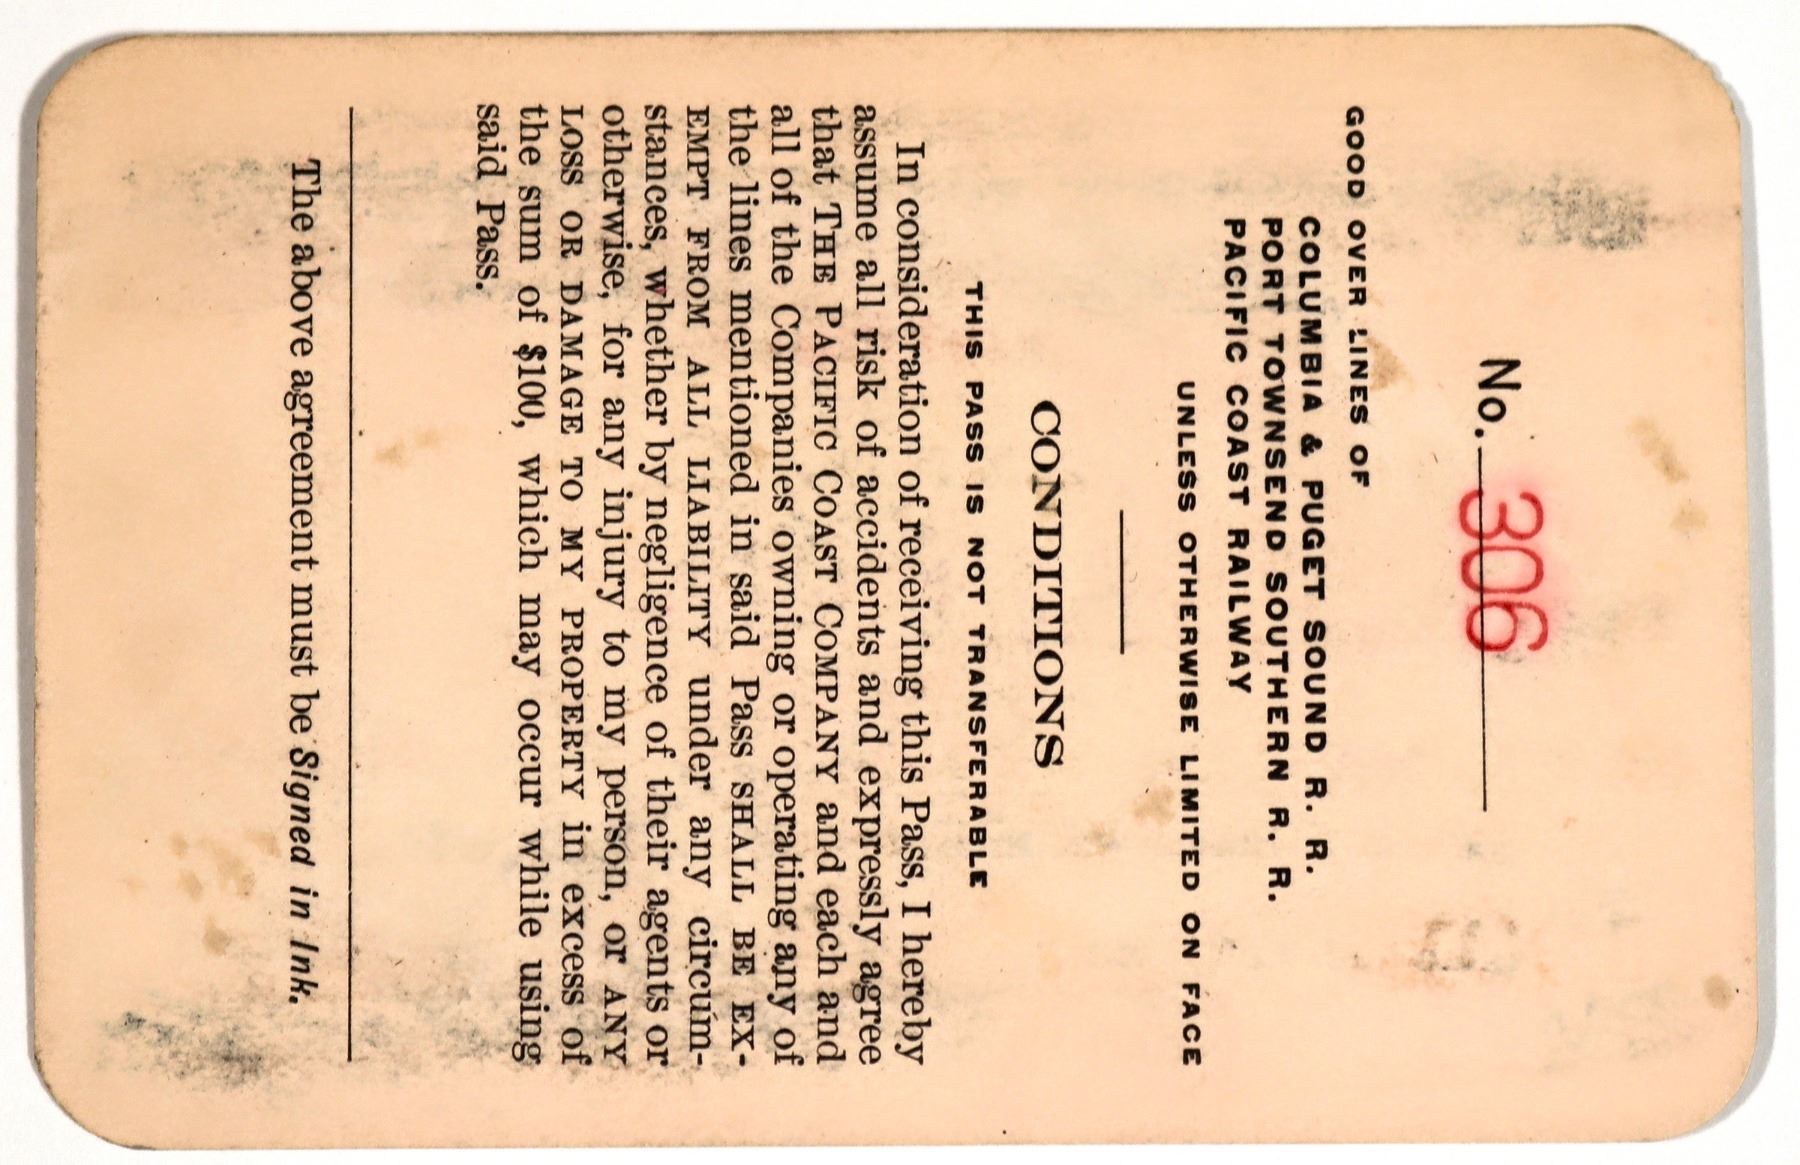 No. 306
GOOD OVER LINES OF
COLUMBIA & PUGET SOUND R. R.
PORT TOWNSEND SOUTHERN R. R.
PACIFIC COAST RAILWAY
UNLESS OTHERWISE LIMITED ON FACE
CONDITIONS
THIS PASS IS NOT TRANSFERABLE
In consideration of receiving this Pass, I hereby
assume all risk of accidents and expressly agree
that THE PACIFIC COAST COMPANY and each and
all of the Companies owning or operating any of
the lines mentioned in said Pass SHALL BE EX-
EMPT FROM ALL LIABILITY under any circum-
stances, whether by negligence of their agents or
otherwise, for any injury to my person, or ANY
LOSS OR DAMAGE TO MY PROPERTY in excess of
the sum of $100, which may occur while using
said Pass.
The above agreement must be Signed in Ink.